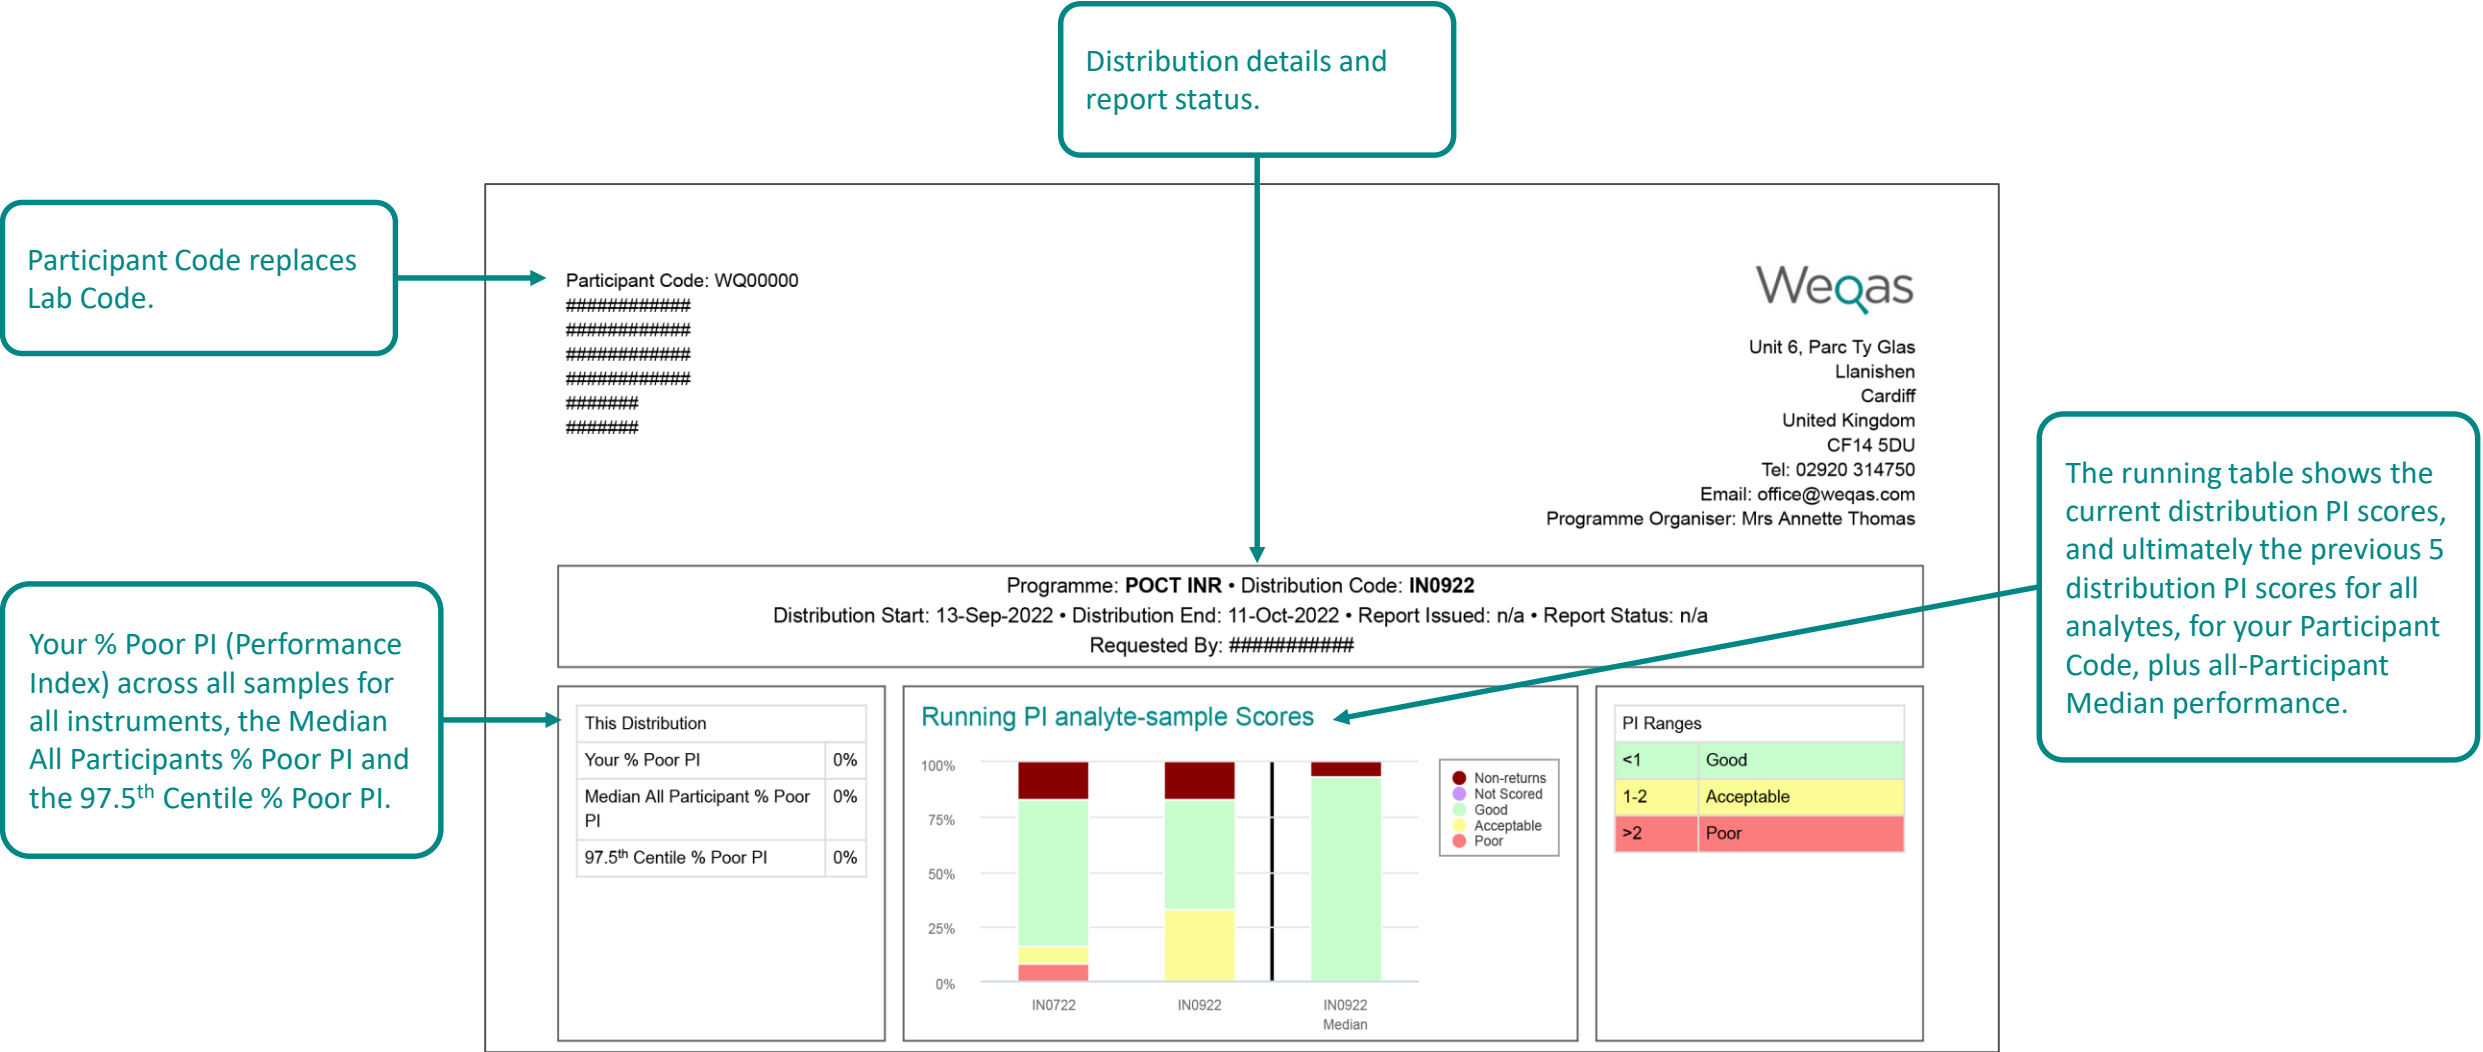 Distribution details and
report status.
Participant Code replaces
Lab Code.
Participant Code: WQ00000
############
############
############
############
#######
#######
Weqas
Unit 6, Parc Ty Glas
Llanishen
Cardiff
United Kingdom
CF14 5DU
Tel: 02920 314750
Email: office@weqas.com
Programme Organiser: Mrs Annette Thomas
The running table shows the
current distribution PI scores,
and ultimately the previous 5
distribution PI scores for all
analytes, for your Participant
Code, plus all-Participant
Median performance.
Your % Poor PI (Performance
Index) across all samples for
all instruments, the Median
All Participants % Poor PI and
the 97.5th Centile % Poor PI.
Programme: POCT INR • Distribution Code: IN0922
Distribution Start: 13-Sep-2022 • Distribution End: 11-Oct-2022 • Report Issued: n/a • Report Status: n/a
Requested By: ############
This Distribution
Your % Poor PI 0%
Median All Participant % Poor 0%
PI
97.5th Centile % Poor PI 0%
Running PI analyte-sample Scores
100%
75%
50%
25%
0%
IN0722
IN0922
IN0922
Median
Non-returns
Not Scored
Good
Acceptable
Poor
PI Ranges
<1 Good
1-2 Acceptable
>2 Poor